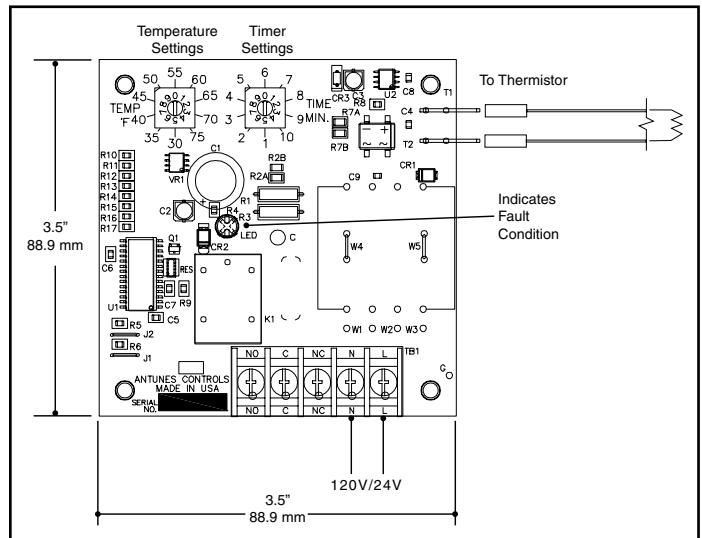 Temperature Settings
Timer Settings
To Thermistor
Indicates Fault Condition
50 55 60
45 65
TEMP °F
40 70
35 75
30
5 6 7
4 8
TIME MIN.
3 9
2 1 10
CR3
C3
U2
C8
T1
R8
R7A
C4
R7B
T2
CR1
R10
R11
R12
R13
R14
R15
R16
R17
VR1
C1
R2B
R2A
C9
C2
+
R1
R4
R3
LED
CR2
C
W4
W5
Q1
RES
C6
U1
C7
R9
K1
C5
R5
J2
R6
J1
W1 W2 W3
TB1
G
NO C NC N L
NO C NC N L
ANTUNES CONTROLS
MADE IN USA
SERIAL NO.
120V/24V
3.5"
88.9 mm
3.5"
88.9 mm